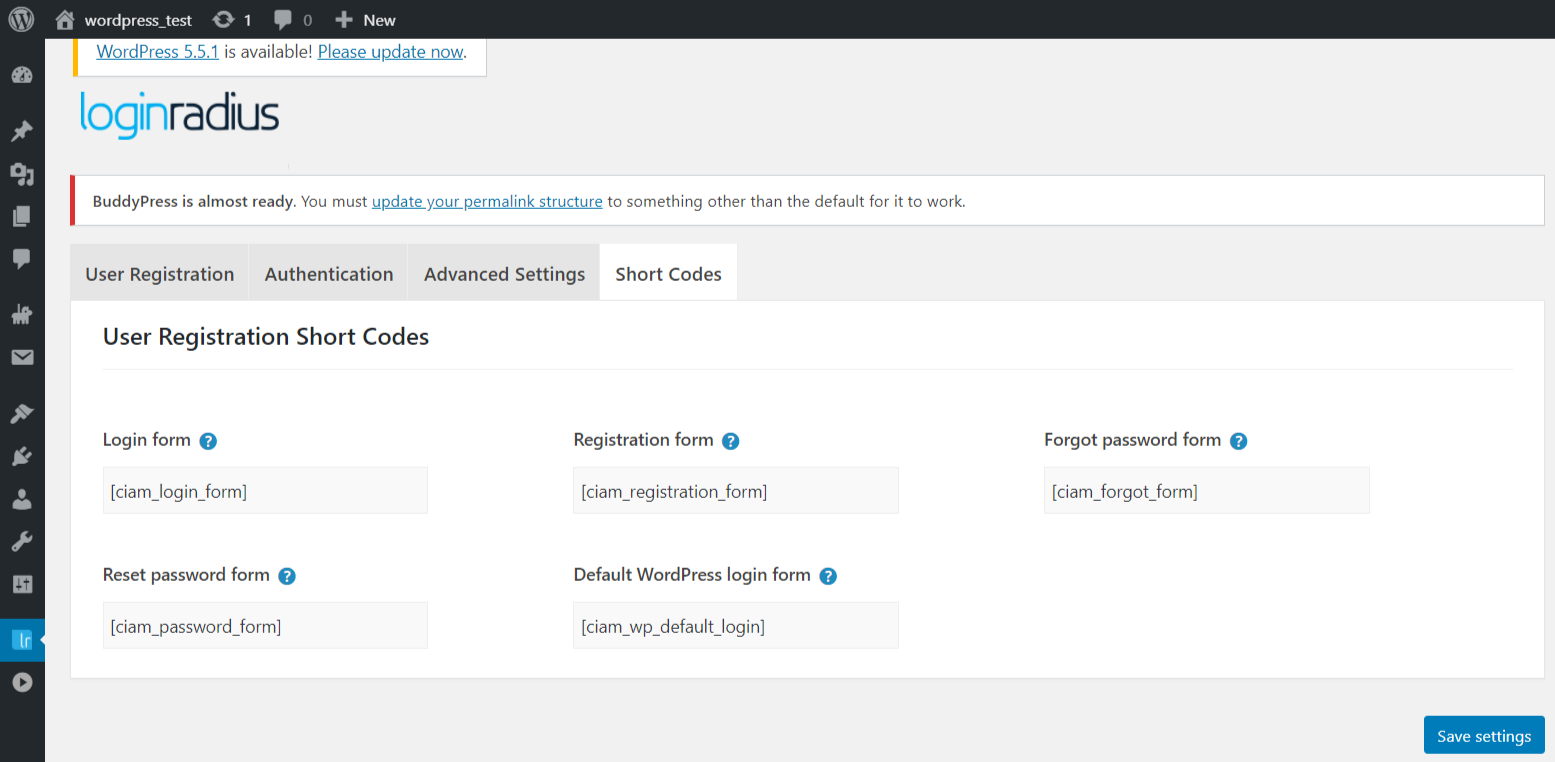 wordpress_test 1 0 New
WordPress 5.5.1 is available! Please update now.
loginradius
BuddyPress is almost ready. You must update your permalink structure to something other than the default for it to work.
User Registration Authentication Advanced Settings Short Codes
User Registration Short Codes
Login form ? Registration form ? Forgot password form ?
[ciam_login_form] [ciam_registration_form] [ciam_forgot_form]
Reset password form ? Default WordPress login form ?
[ciam_password_form] [ciam_wp_default_login]
lr
Save settings